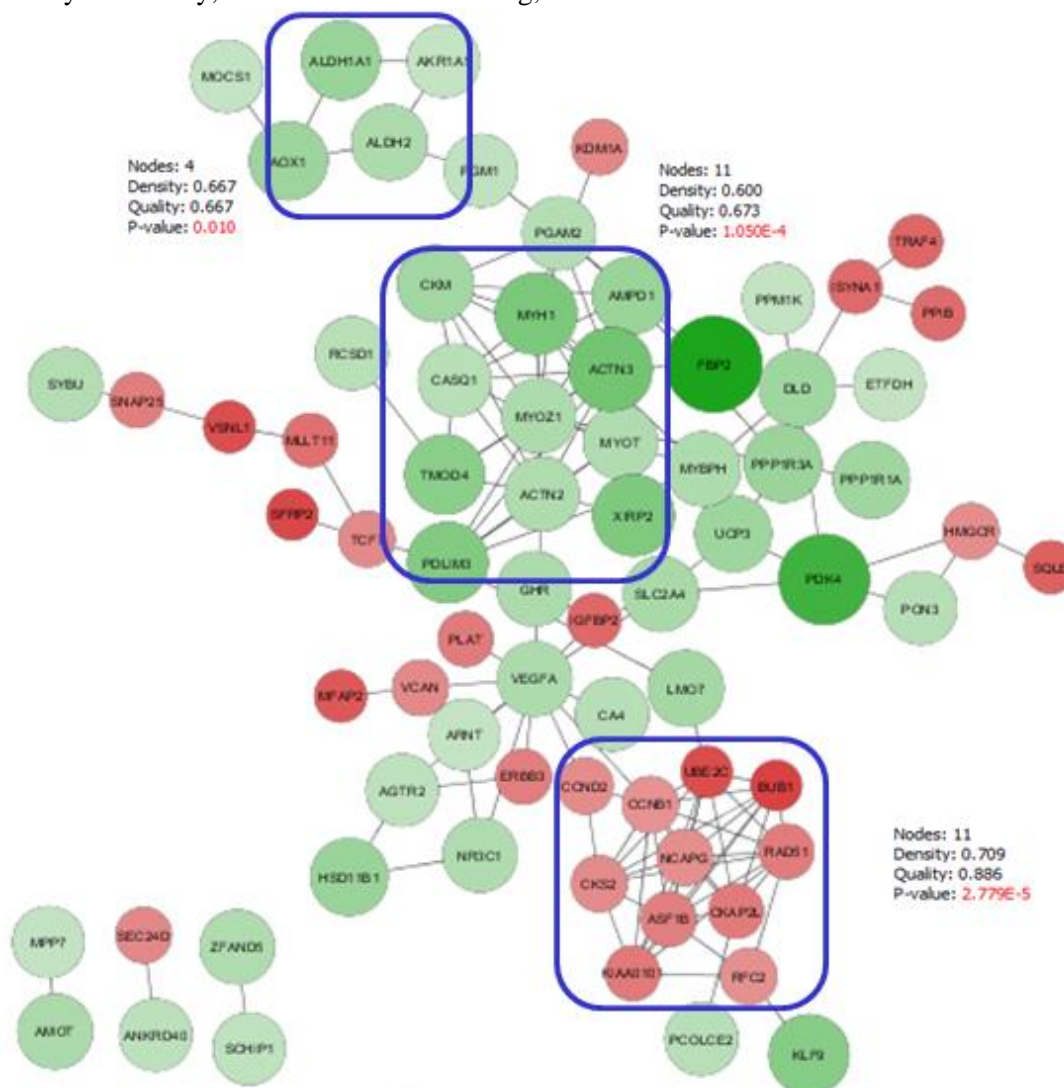 MOCS1
ALDH1A1
AKR1A1
AOX1
ALDH2
PGM1
KDM1A
Nodes: 4
Density: 0.667
Quality: 0.667
P-value: 0.010
Nodes: 11
Density: 0.600
Quality: 0.673
P-value: 1.050E-4
PGAM2
TRAF4
ISYNA1
PPIB
CKM
MYH1
AMPD1
PPM1K
RCSD1
CASQ1
ACTN3
FBP2
SYBU
SNAP25
DLD
ETFDH
VSNL1
MLLT11
MYOZ1
MYOT
MYBPH
PPP1R3A
PPP1R1A
TMOD4
ACTN2
SFRP2
XIRP2
TCF7
UCP3
HMGCR
PDLIM3
SQLE
PDK4
GHR
SLC2A4
PON3
IGFBP2
PLAT
VEGFA
MFAP2
VCAN
LMO7
CA4
ARNT
ERBB3
UBE2C
CCND2
BUB1
AGTR2
CCNB1
NR3C1
NCAPG
RAD51
HSD11B1
CKS2
ASF1B
CKAP2L
Nodes: 11
Density: 0.709
Quality: 0.886
P-value: 2.779E-5
KIAA0101
RFC2
MPP7
SEC24D
ZFAND5
AMOT
ANKRD40
SCHIP1
PCOLCE2
KLF9